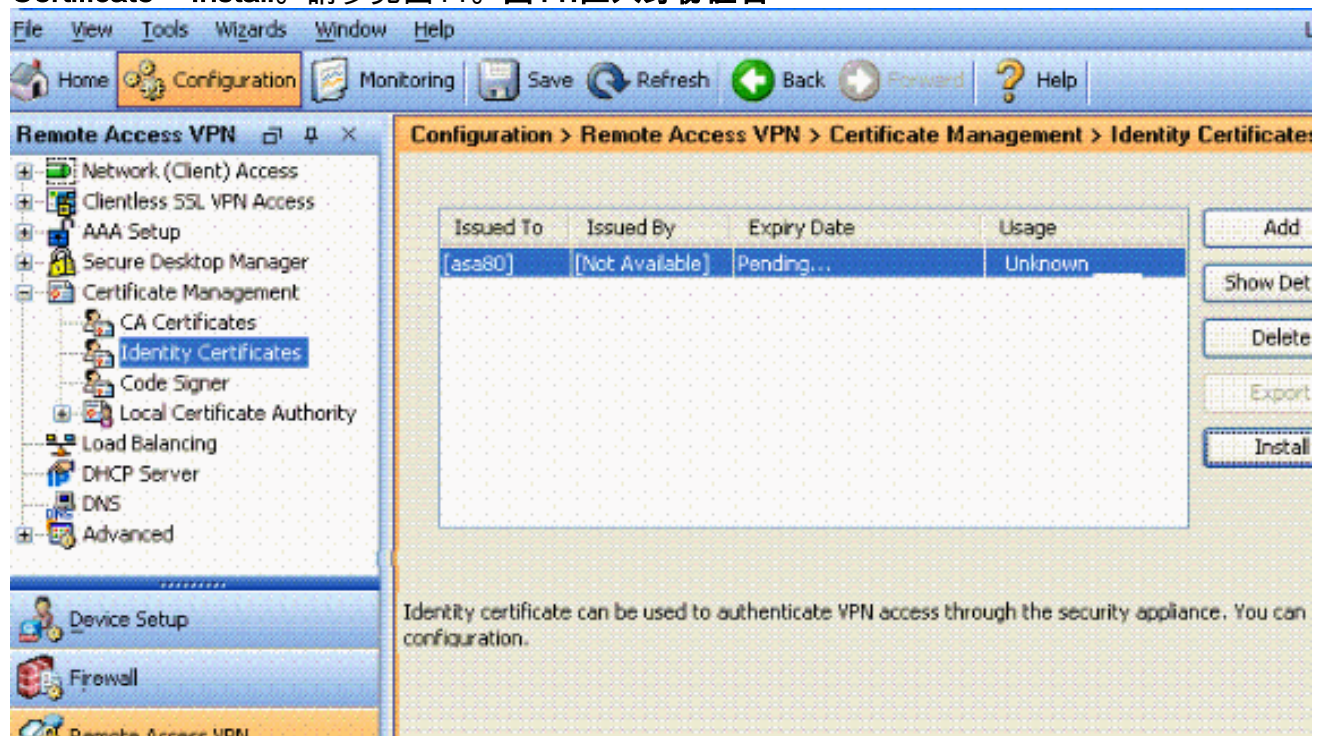 File View Tools Wizards Window Help
Home Configuration Monitoring Save Refresh Back Forward Help
Remote Access VPN
Network (Client) Access
Clientless SSL VPN Access
AAA Setup
Secure Desktop Manager
Certificate Management
CA Certificates
Identity Certificates
Code Signer
Local Certificate Authority
Load Balancing
DHCP Server
DNS
Advanced
Device Setup
Firewall
Configuration > Remote Access VPN > Certificate Management > Identity Certificates
Issued To Issued By Expiry Date Usage
[asa80] [Not Available] Pending... Unknown
Add
Show Det
Delete
Export
Install
Identity certificate can be used to authenticate VPN access through the security appliance. You can
configuration.